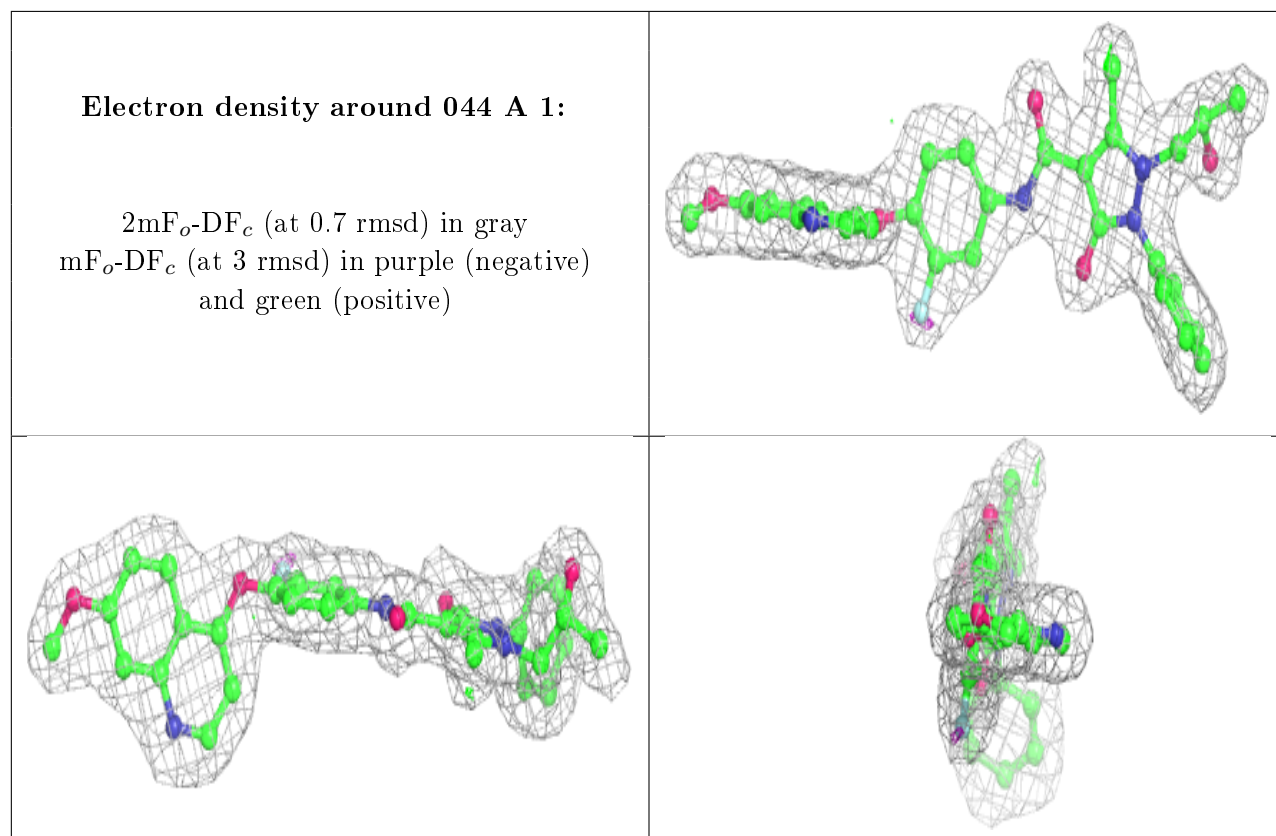 Electron density around 044 A 1:
2mFo-DFc (at 0.7 rmsd) in gray
mFo-DFc (at 3 rmsd) in purple (negative)
and green (positive)